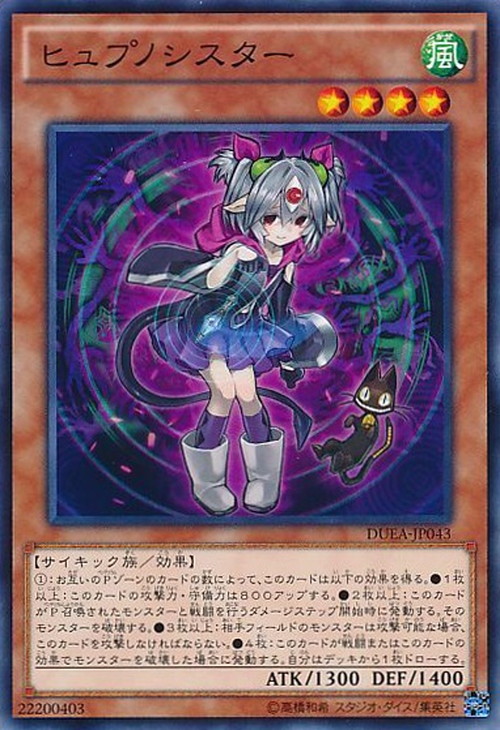 ヒュプノシスター
風
DUEA-JP043
【サイキック族／効果】
①：お互いのPゾーンのカードの数によって、このカードは以下の効果を得る。●1枚
以上：このカードの攻撃力・守備力は800アップする。●2枚以上：このカード
がP召喚されたモンスターと戦闘を行うダメージステップ開始時に発動する。その
モンスターを破壊する。●3枚以上：相手フィールドのモンスターは攻撃可能な場合、
このカードを攻撃しなければならない。●4枚：このカードが戦闘またはこのカード
の効果でモンスターを破壊した場合に発動する。自分はデッキから1枚ドローする。
ATK/1300 DEF/1400
22200403 ©高橋和希 スタジオ・ダイス/集英社